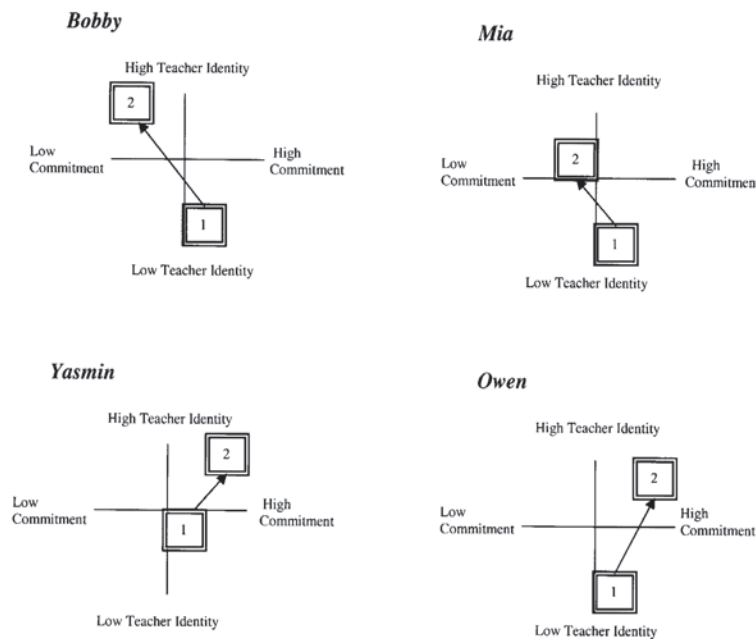 Bobby
High Teacher Identity
2
Low
Commitment
High
Commitment
1
Low Teacher Identity
Mia
High Teacher Identity
2
Low
Commitment
High
Commitment
1
Low Teacher Identity
Yasmin
High Teacher Identity
2
Low
Commitment
High
Commitment
1
Low Teacher Identity
Owen
High Teacher Identity
2
Low
Commitment
High
Commitment
1
Low Teacher Identity